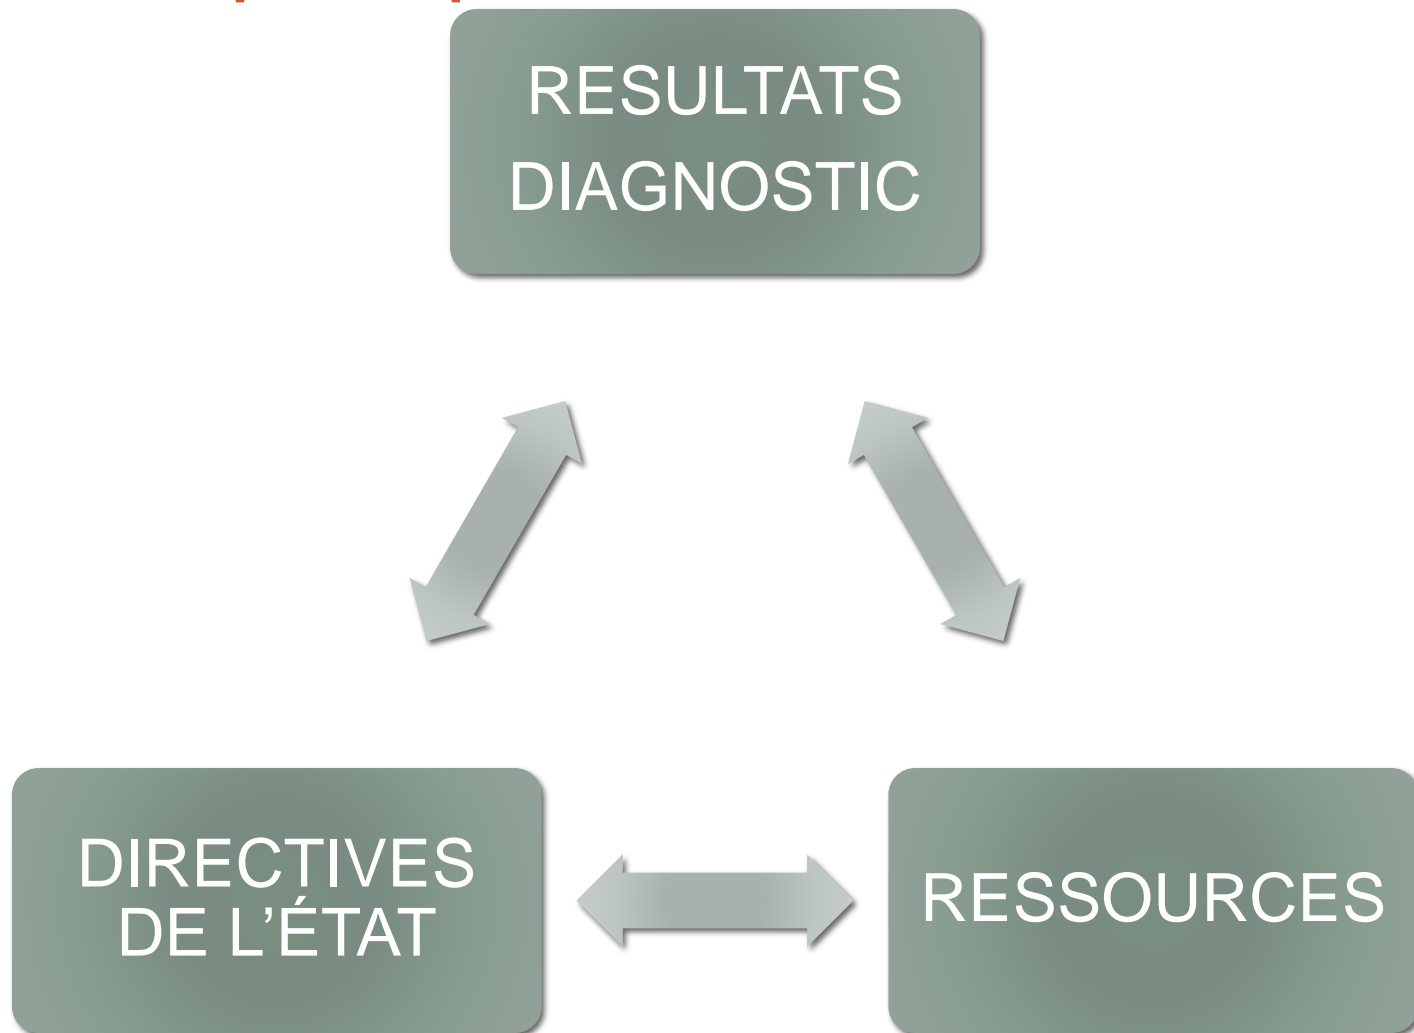 RESULTATS
DIAGNOSTIC
DIRECTIVES
DE L’ÉTAT
RESSOURCES